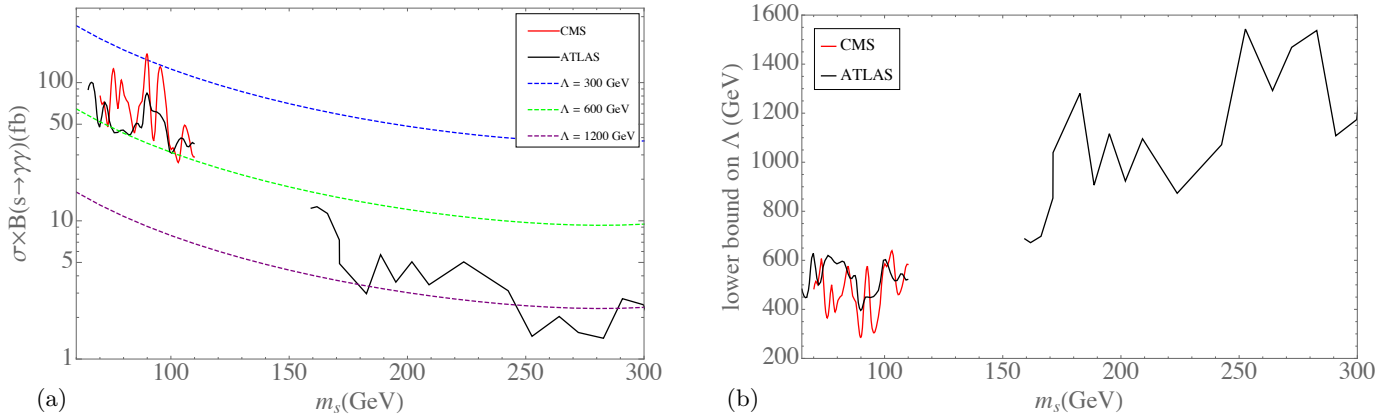 CMS
ATLAS
Λ = 300 GeV
Λ = 600 GeV
Λ = 1200 GeV
σ×B(s→γγ)(fb)
100
50
10
5
1
100
150
200
250
300
m_s(GeV)
(a)
CMS
ATLAS
lower bound on Λ (GeV)
1600
1400
1200
1000
800
600
400
200
100
150
200
250
300
m_s(GeV)
(b)